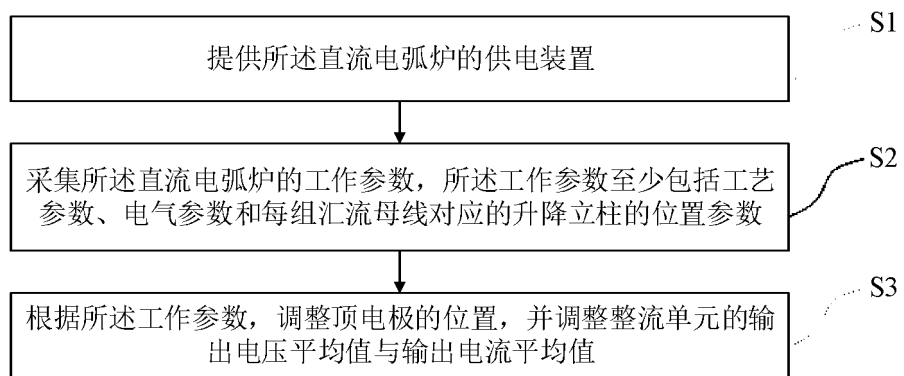 提供所述直流电弧炉的供电装置
S1
采集所述直流电弧炉的工作参数，所述工作参数至少包括工艺
参数、电气参数和每组汇流母线对应的升降立柱的位置参数
S2
根据所述工作参数，调整顶电极的位置，并调整整流单元的输
出电压平均值与输出电流平均值
S3